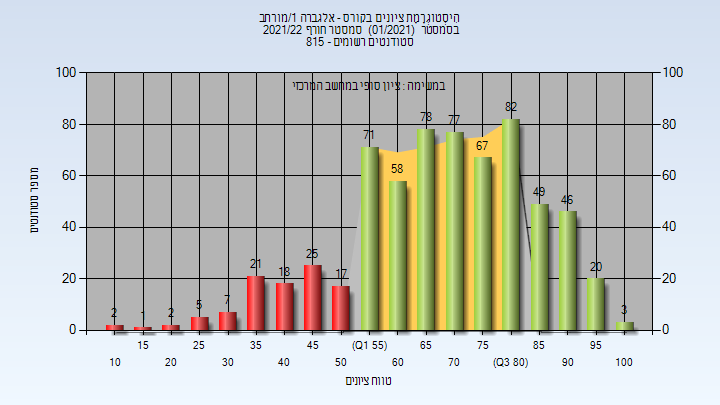 היסטוגרמת ציונים בקורס - אלגברה 1/מורחב
בסמסטר (01/2021) סמסטר חורף 2021/22
סטודנטים רשומים - 815
במשימה : ציון סופי במחשב המרכזי
מספר סטודנטים
100 100
80 80
60 60
40 40
20 20
0 0
2 1 2 5 7 21 18 25 17 71 58 78 77 67 82 49 46 20 3
15 25 35 45 (Q1 55) 65 75 85 95
10 20 30 40 50 60 70 (Q3 80) 90 100
טווח ציונים